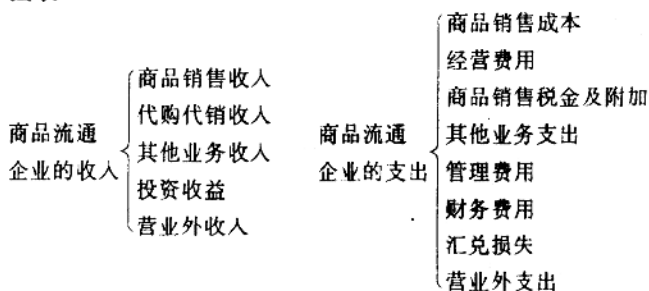 商品流通
企业的收入
商品销售收入
代购代销收入
其他业务收入
投资收益
营业外收入
商品流通
企业的支出
商品销售成本
经营费用
商品销售税金及附加
其他业务支出
管理费用
财务费用
汇兑损失
营业外支出